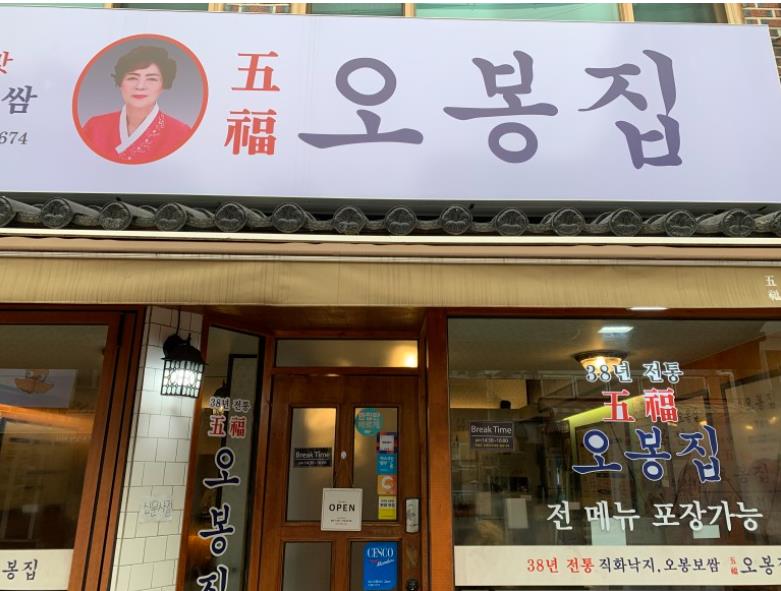 쌈
674
五福 오봉집
五
福
38년 전통
五福
오봉집
Break Time
OPEN
CESCO
Members
38년 전통
五福
오봉집
Break Time
전 메뉴 포장가능
38년 전통 직화낙지, 오봉보쌈 五福 오봉
봉집